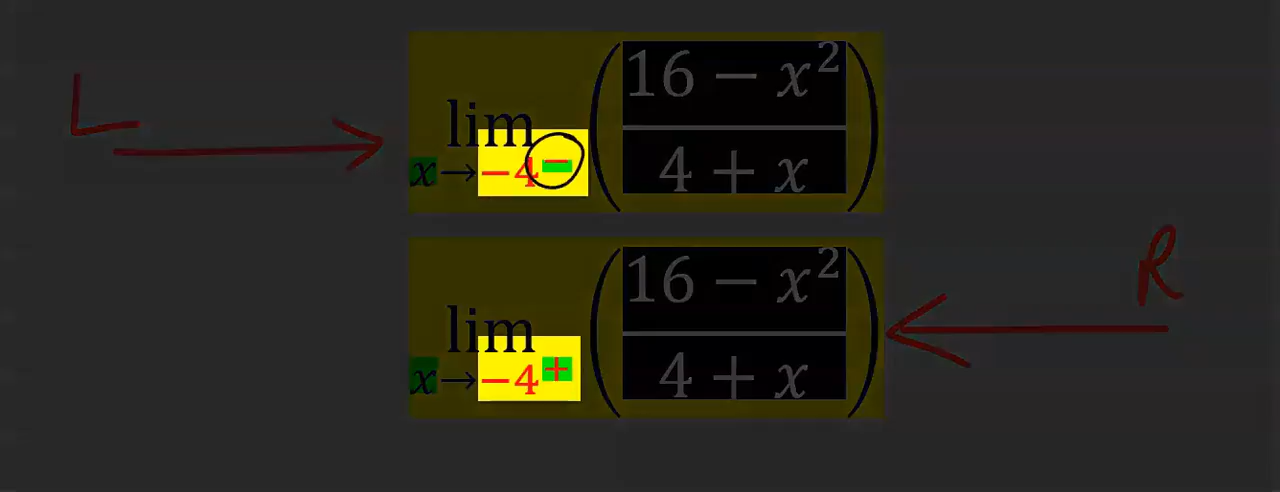 L
lim x→−4⁻ ( (16 − x²) / (4 + x) )
lim x→−4⁺ ( (16 − x²) / (4 + x) )
R